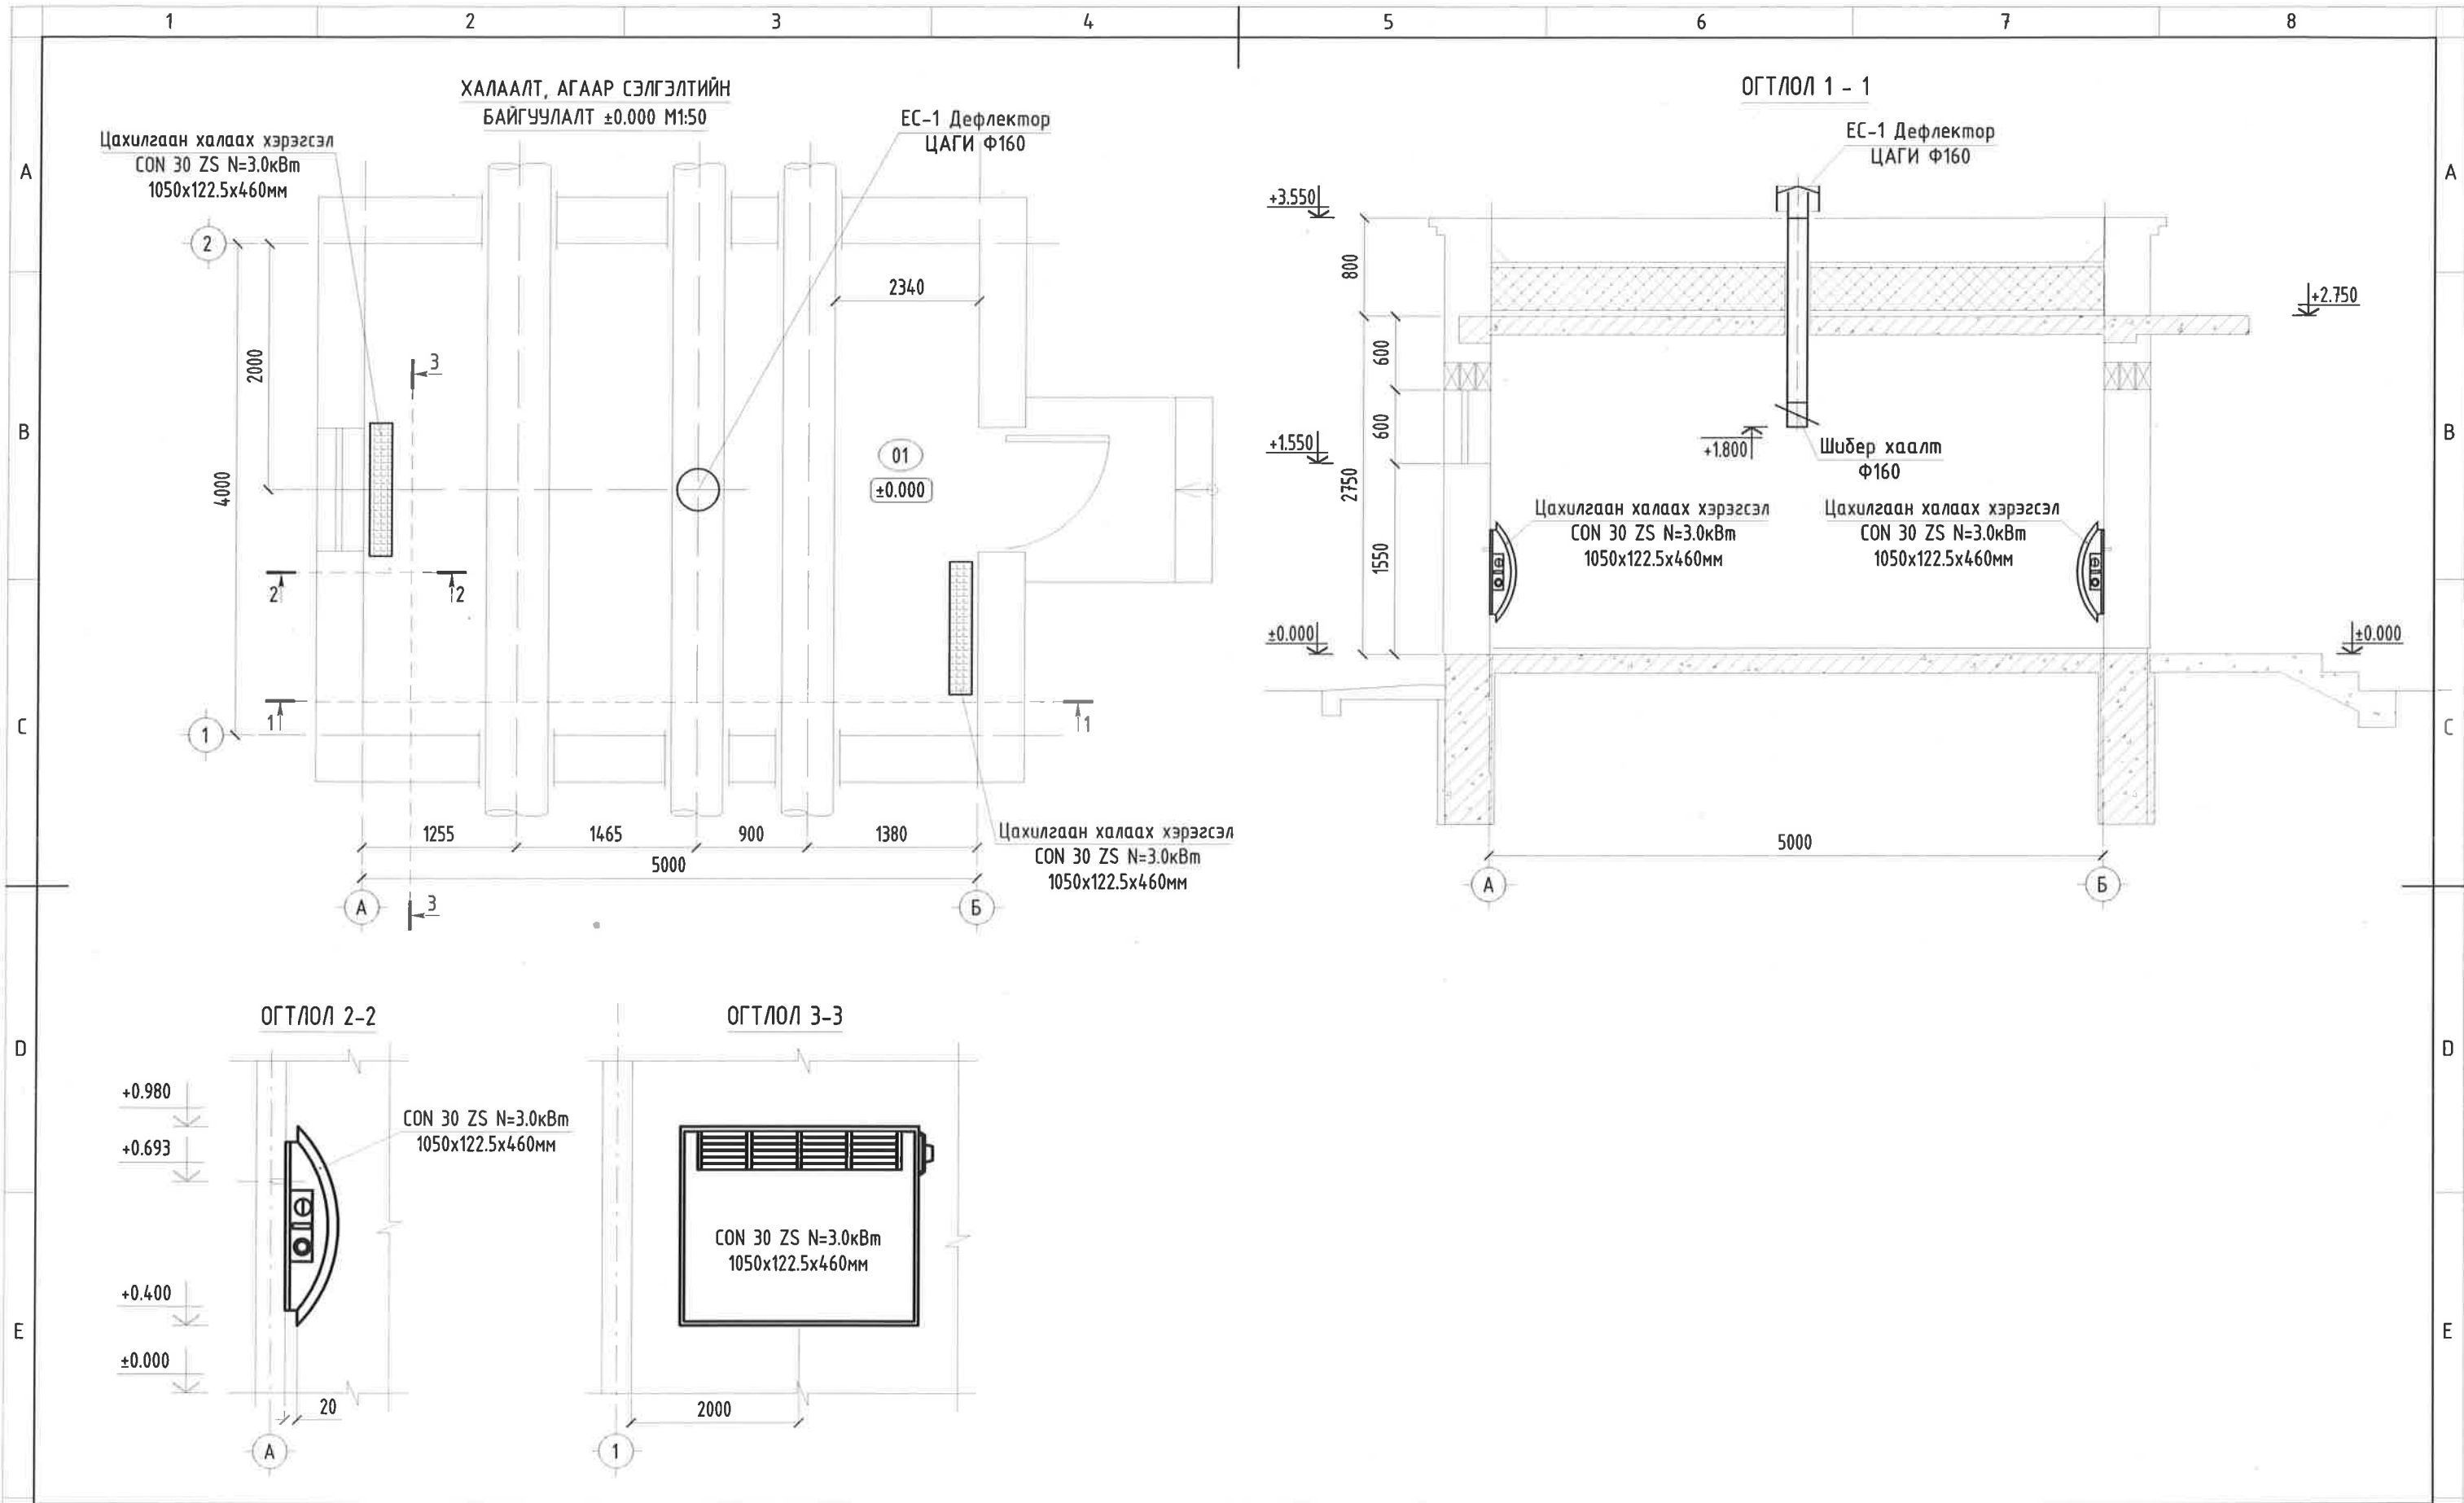 1 2 3 4 5 6 7 8
A
B
C
D
E
A
B
C
D
E
ХАЛААЛТ, АГААР СЭЛГЭЛТИЙН
БАЙГУУЛАЛТ ±0.000 М1:50
Цахилгаан халаах хэрэгсэл
CON 30 ZS N=3.0кВт
1050x122.5x460мм
ЕС-1 Дефлектор
ЦАГИ Ф160
2
2340
2000
4000
3
01
±0.000
2 2
1 1
1
1255 1465 900 1380
5000
А Б
3
Цахилгаан халаах хэрэгсэл
CON 30 ZS N=3.0кВт
1050x122.5x460мм
ОГТЛОЛ 1 - 1
ЕС-1 Дефлектор
ЦАГИ Ф160
+3.550
800
+2.750
600
600
+1.550
2750
+1.800
Шибер хаалт
Ф160
1550
Цахилгаан халаах хэрэгсэл
CON 30 ZS N=3.0кВт
1050x122.5x460мм
Цахилгаан халаах хэрэгсэл
CON 30 ZS N=3.0кВт
1050x122.5x460мм
±0.000
±0.000
5000
А Б
ОГТЛОЛ 2-2
+0.980
+0.693
+0.400
±0.000
CON 30 ZS N=3.0кВт
1050x122.5x460мм
20
А
ОГТЛОЛ 3-3
CON 30 ZS N=3.0кВт
1050x122.5x460мм
2000
1